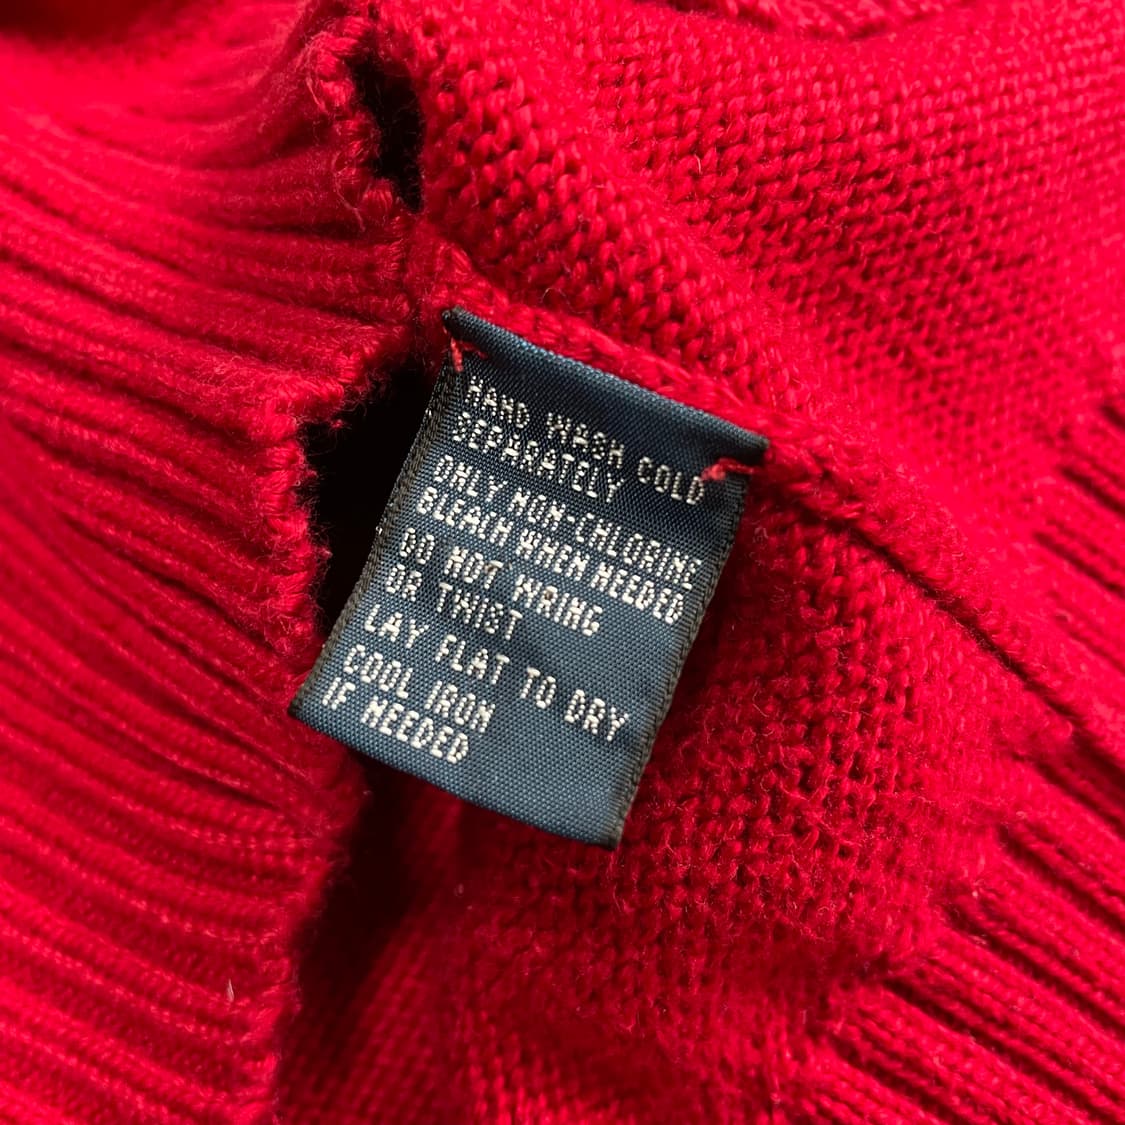 HAND WASH COLD
SEPARATELY
ONLY NON-CHLORINE
BLEACH WHEN NEEDED
DO NOT WRING
OR TWIST
LAY FLAT TO DRY
COOL IRON
IF NEEDED